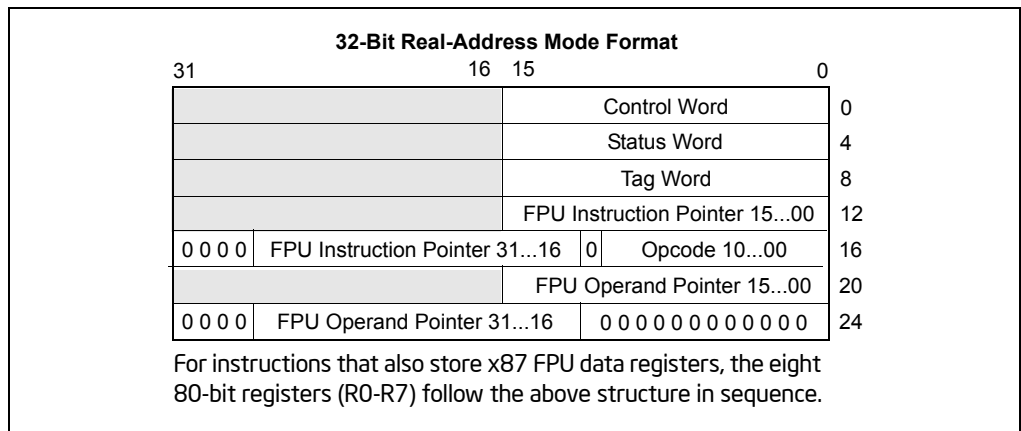 32-Bit Real-Address Mode Format
31 16 15 0
Control Word 0
Status Word 4
Tag Word 8
FPU Instruction Pointer 15...00 12
0 0 0 0 FPU Instruction Pointer 31...16 0 Opcode 10...00 16
FPU Operand Pointer 15...00 20
0 0 0 0 FPU Operand Pointer 31...16 0 0 0 0 0 0 0 0 0 0 0 0 24
For instructions that also store x87 FPU data registers, the eight
80-bit registers (R0-R7) follow the above structure in sequence.